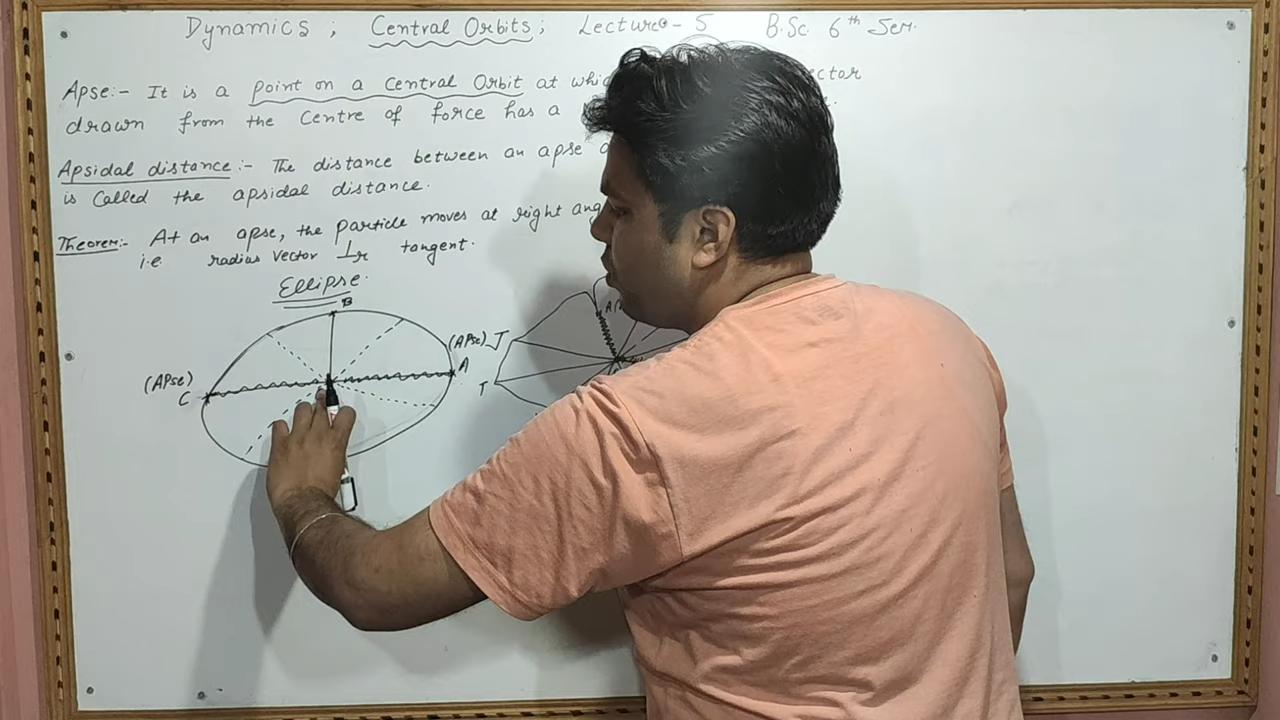 Dynamics ; Central Orbits ; Lecture - 5 B.Sc. 6th Sem.
Apse:- It is a point on a Central Orbit at
drawn from the Centre of force has a
Apsidal distance:- The distance between an apse
is Called the apsidal distance.
Theorem:- At an apse, the particle moves at right
i.e radius vector ⊥r tangent.
Ellipse.
B
(APse)
A
(APse)
C
T
T